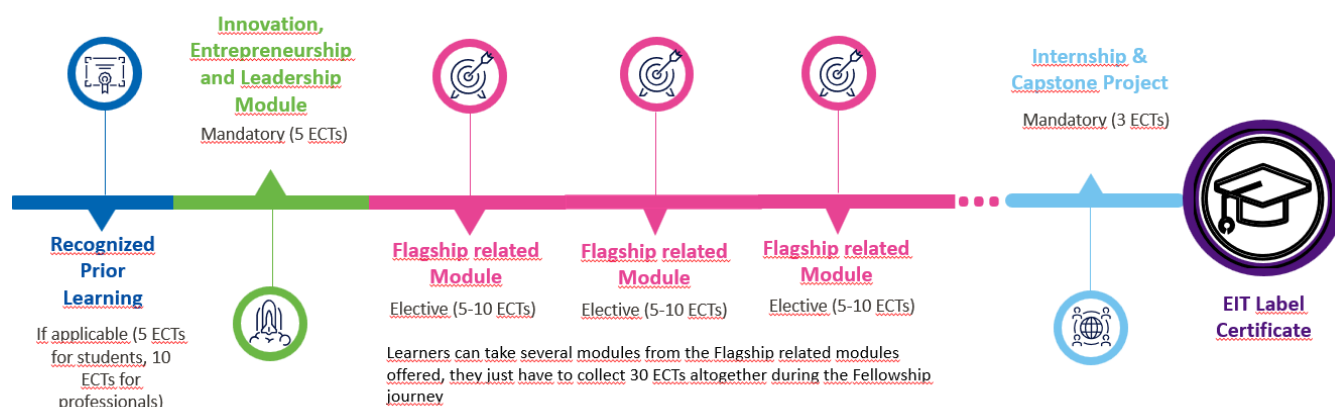 Innovation,
Entrepreneurship
and Leadership
Module
Mandatory (5 ECTs)
Internship &
Capstone Project
Mandatory (3 ECTs)
Recognized
Prior
Learning
If applicable (5 ECTs
for students, 10
ECTs for
professionals)
Flagship related
Module
Elective (5-10 ECTs)
Flagship related
Module
Elective (5-10 ECTs)
Flagship related
Module
Elective (5-10 ECTs)
Learners can take several modules from the Flagship related modules
offered, they just have to collect 30 ECTs altogether during the Fellowship
journey
EIT Label
Certificate